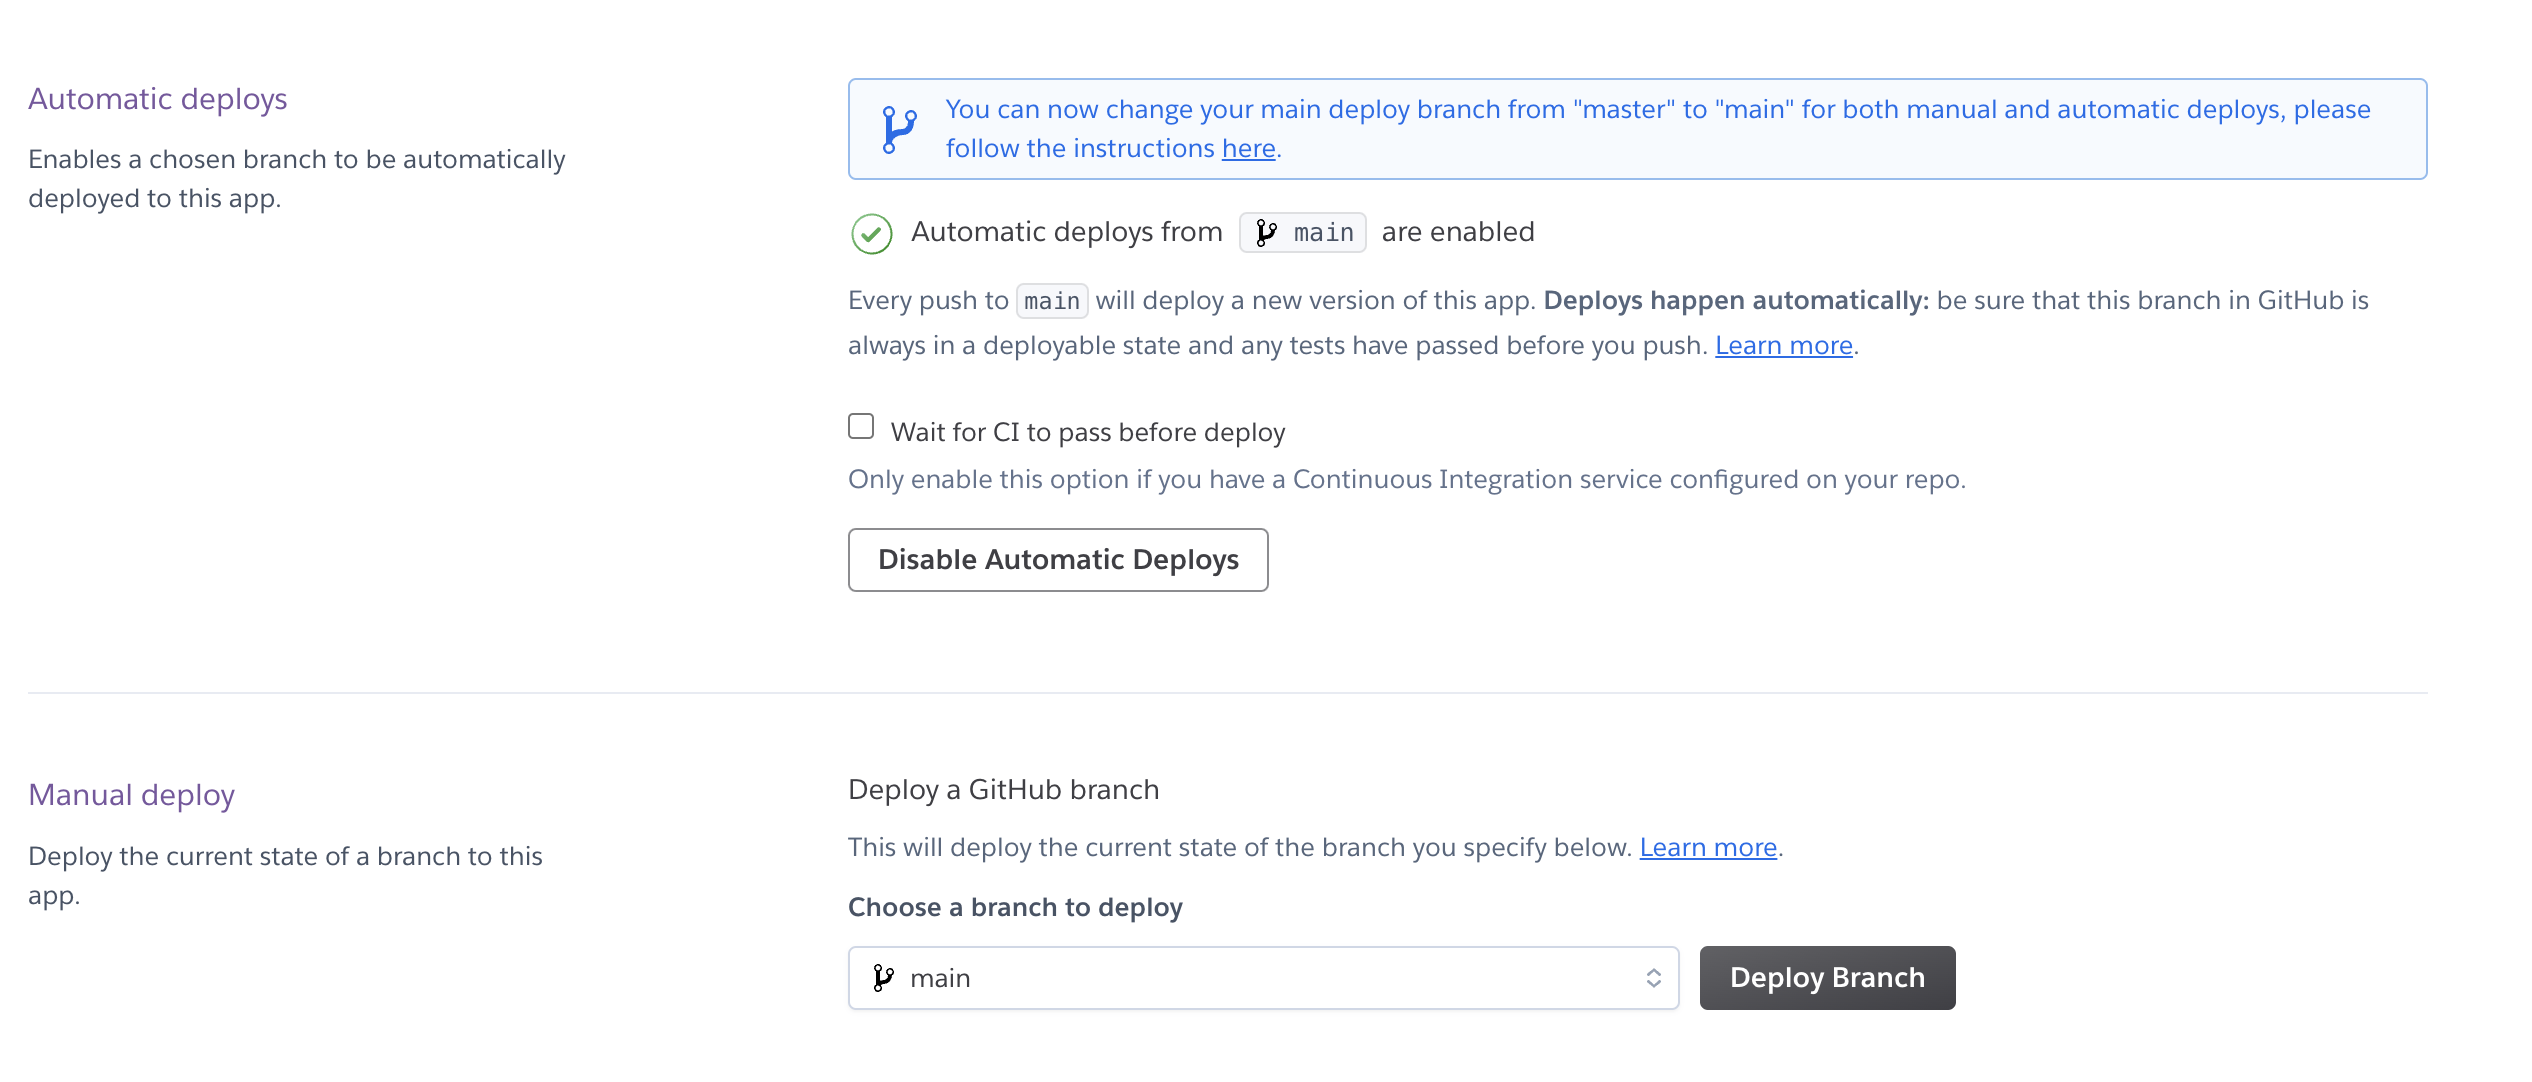 Automatic deploys
Enables a chosen branch to be automatically
deployed to this app.
You can now change your main deploy branch from "master" to "main" for both manual and automatic deploys, please
follow the instructions here.
Automatic deploys from main are enabled
Every push to main will deploy a new version of this app. Deploys happen automatically: be sure that this branch in GitHub is
always in a deployable state and any tests have passed before you push. Learn more.
Wait for CI to pass before deploy
Only enable this option if you have a Continuous Integration service configured on your repo.
Disable Automatic Deploys
Manual deploy
Deploy the current state of a branch to this
app.
Deploy a GitHub branch
This will deploy the current state of the branch you specify below. Learn more.
Choose a branch to deploy
main
Deploy Branch